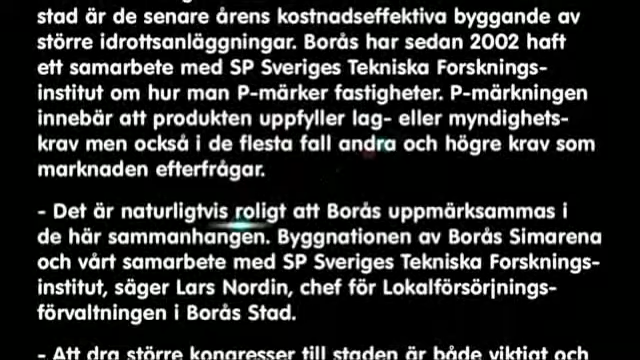 stad är de senare årens kostnadseffektiva byggande av
större idrottsanläggningar. Borås har sedan 2002 haft
ett samarbete med SP Sveriges Tekniska Forsknings-
institut om hur man P-märker fastigheter. P-märkningen
innebär att produkten uppfyller lag- eller myndighets-
krav men också i de flesta fall andra och högre krav som
marknaden efterfrågar.
- Det är naturligtvis roligt att Borås uppmärksammas i
de här sammanhangen. Byggnationen av Borås Simarena
och vårt samarbete med SP Sveriges Tekniska Forsknings-
institut, säger Lars Nordin, chef för Lokalförsörjnings-
förvaltningen i Borås Stad.
- Att dra större kongresser till staden är både viktigt och